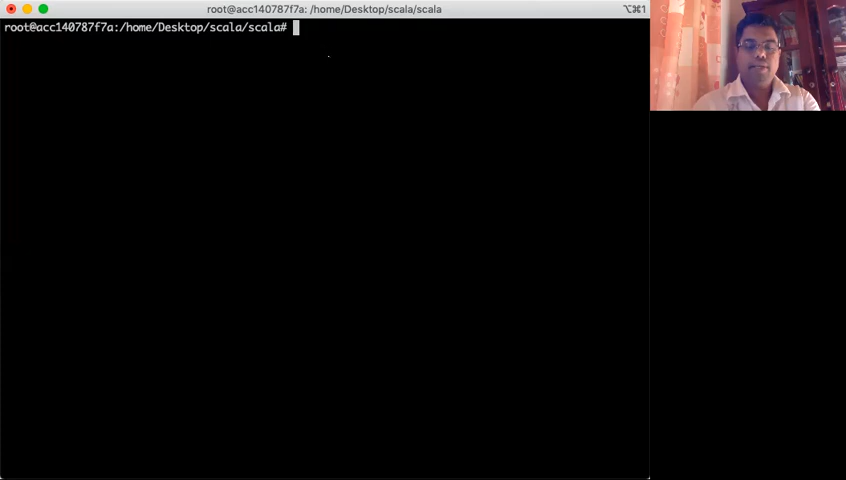 root@acc140787f7a: /home/Desktop/scala/scala
⌥⌘1
root@acc140787f7a:/home/Desktop/scala/scala#